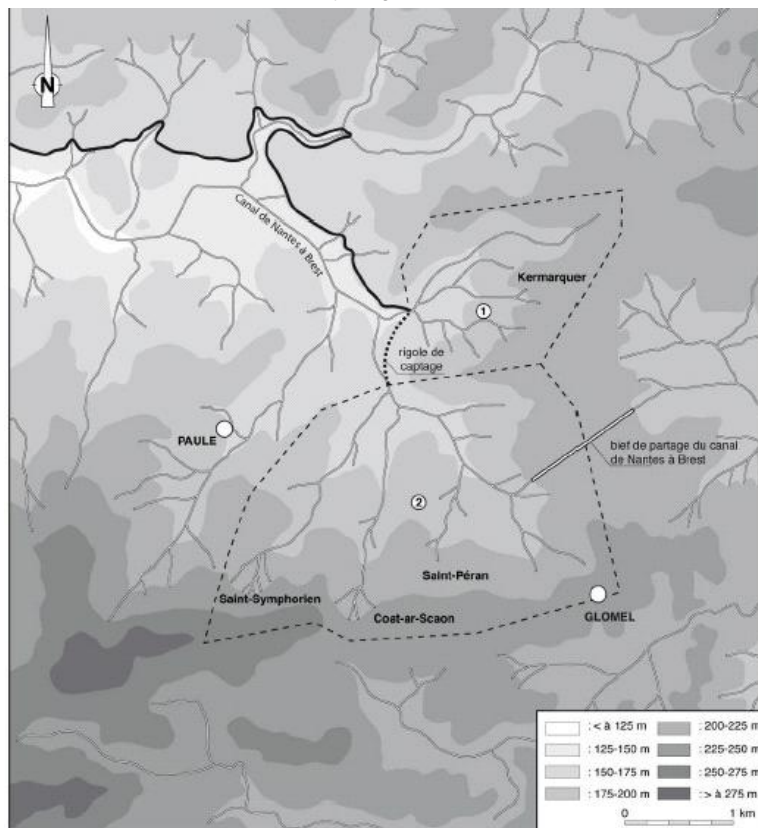 N
Canal de Nantes à Brest
Kermarquer
1
rigole de
captage
PAULE
bief de partage du canal
de Nantes à Brest
2
Saint-Péran
Saint-Symphorien
Coat-ar-Scaon
GLOMEL
: < à 125 m
: 200-225 m
: 125-150 m
: 225-250 m
: 150-175 m
: 250-275 m
: 175-200 m
: > à 275 m
0 1 km